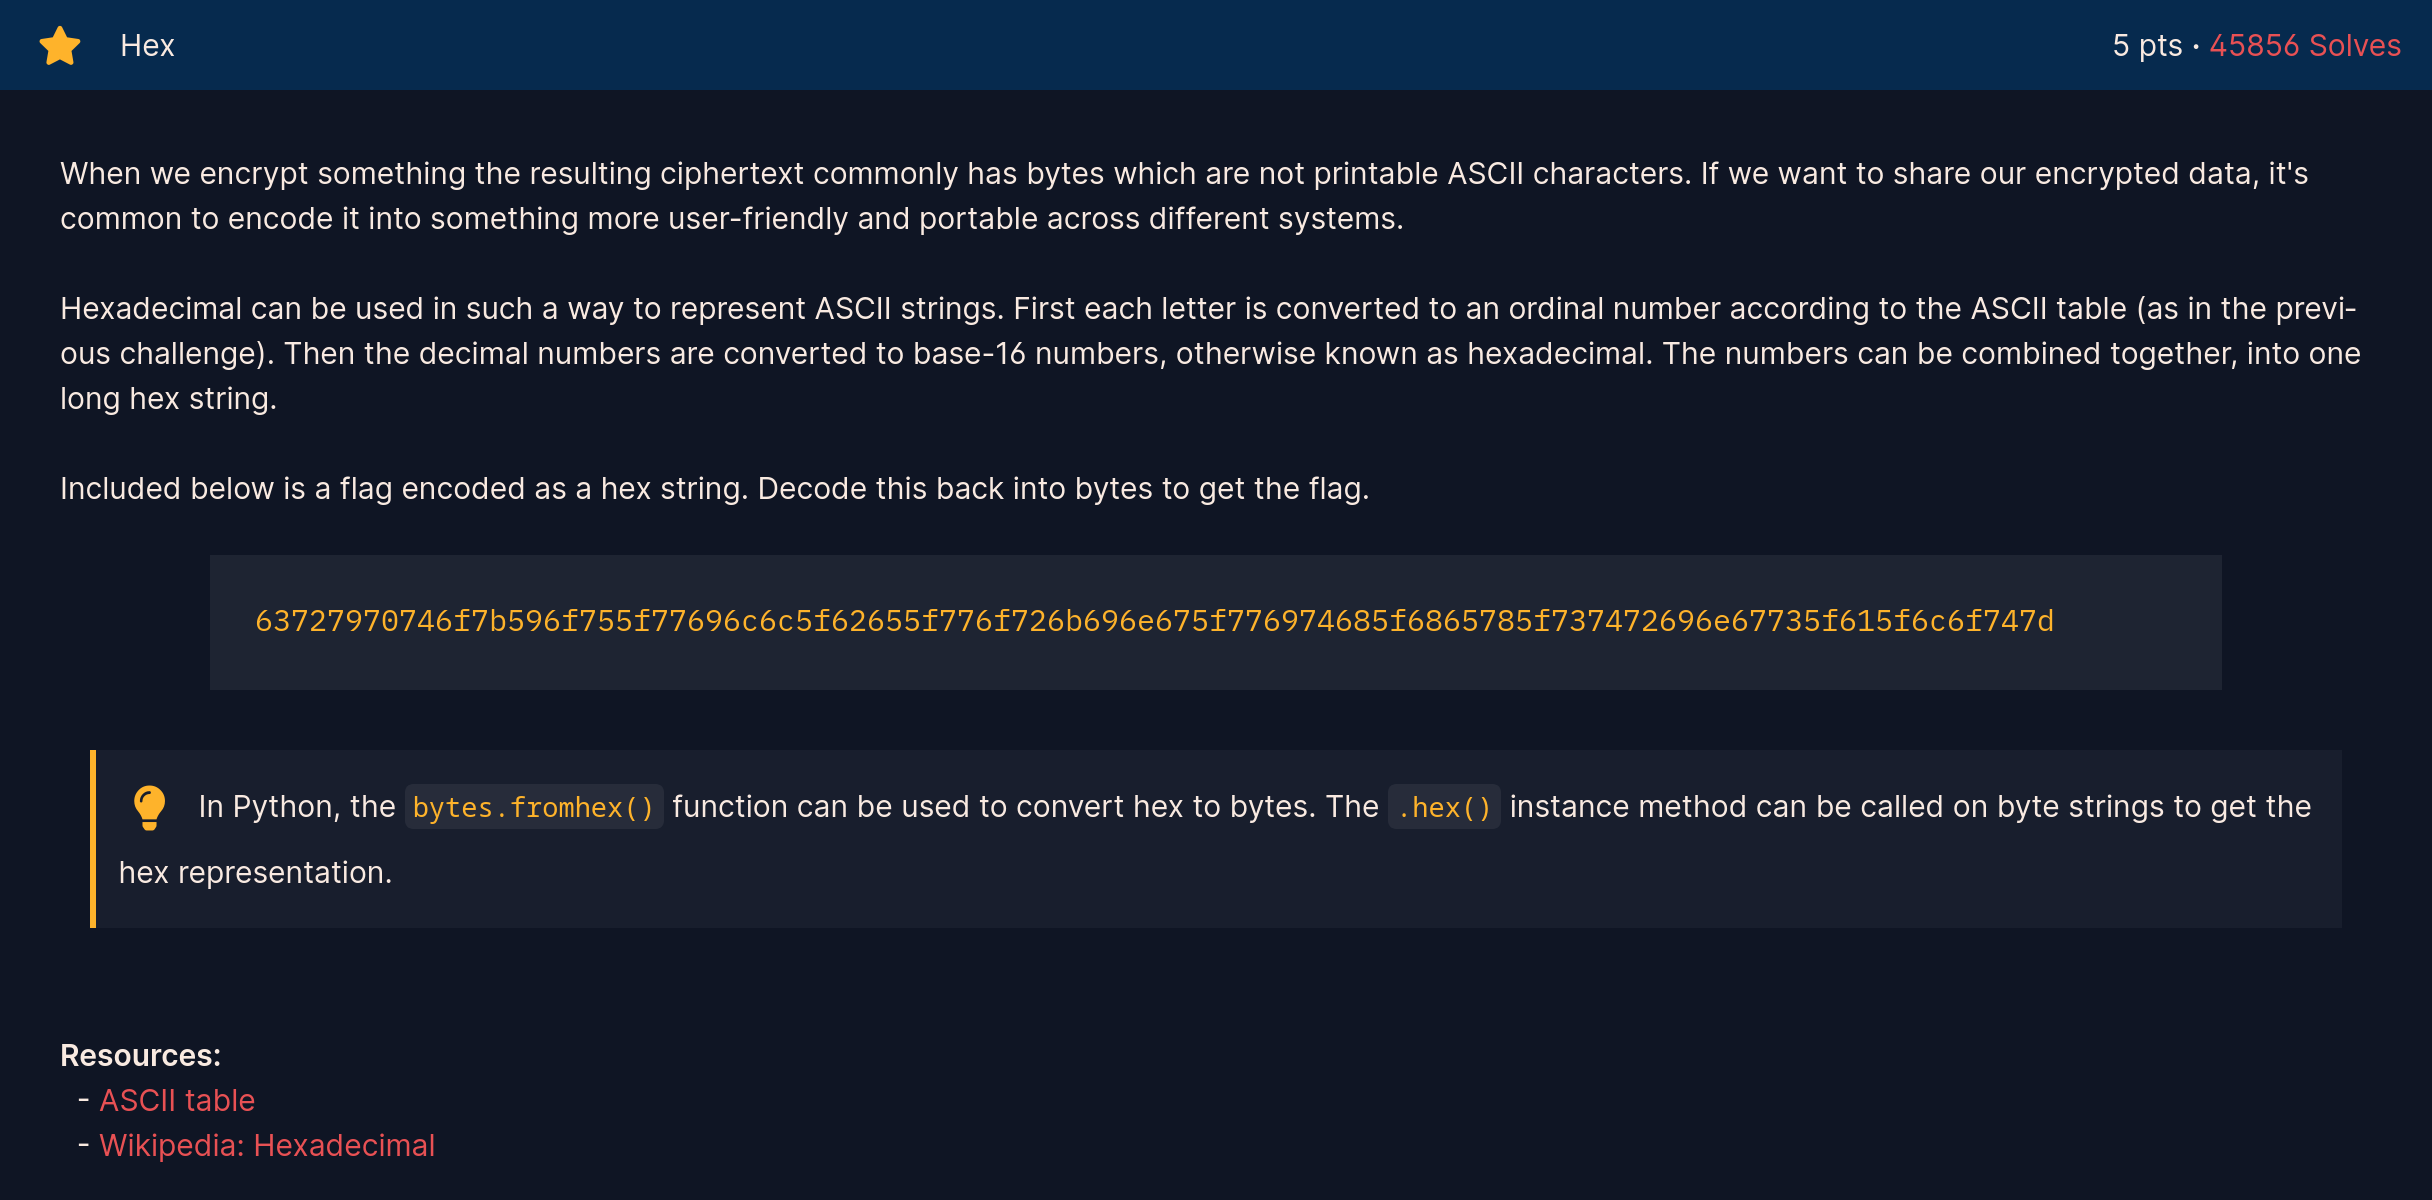 Hex
5 pts · 45856 Solves
When we encrypt something the resulting ciphertext commonly has bytes which are not printable ASCII characters. If we want to share our encrypted data, it's
common to encode it into something more user-friendly and portable across different systems.
Hexadecimal can be used in such a way to represent ASCII strings. First each letter is converted to an ordinal number according to the ASCII table (as in the previ-
ous challenge). Then the decimal numbers are converted to base-16 numbers, otherwise known as hexadecimal. The numbers can be combined together, into one
long hex string.
Included below is a flag encoded as a hex string. Decode this back into bytes to get the flag.
63727970746f7b596f755f77696c6c5f62655f776f726b696e675f776974685f6865785f737472696e67735f615f6c6f747d
In Python, the bytes.fromhex() function can be used to convert hex to bytes. The .hex() instance method can be called on byte strings to get the
hex representation.
Resources:
- ASCII table
- Wikipedia: Hexadecimal